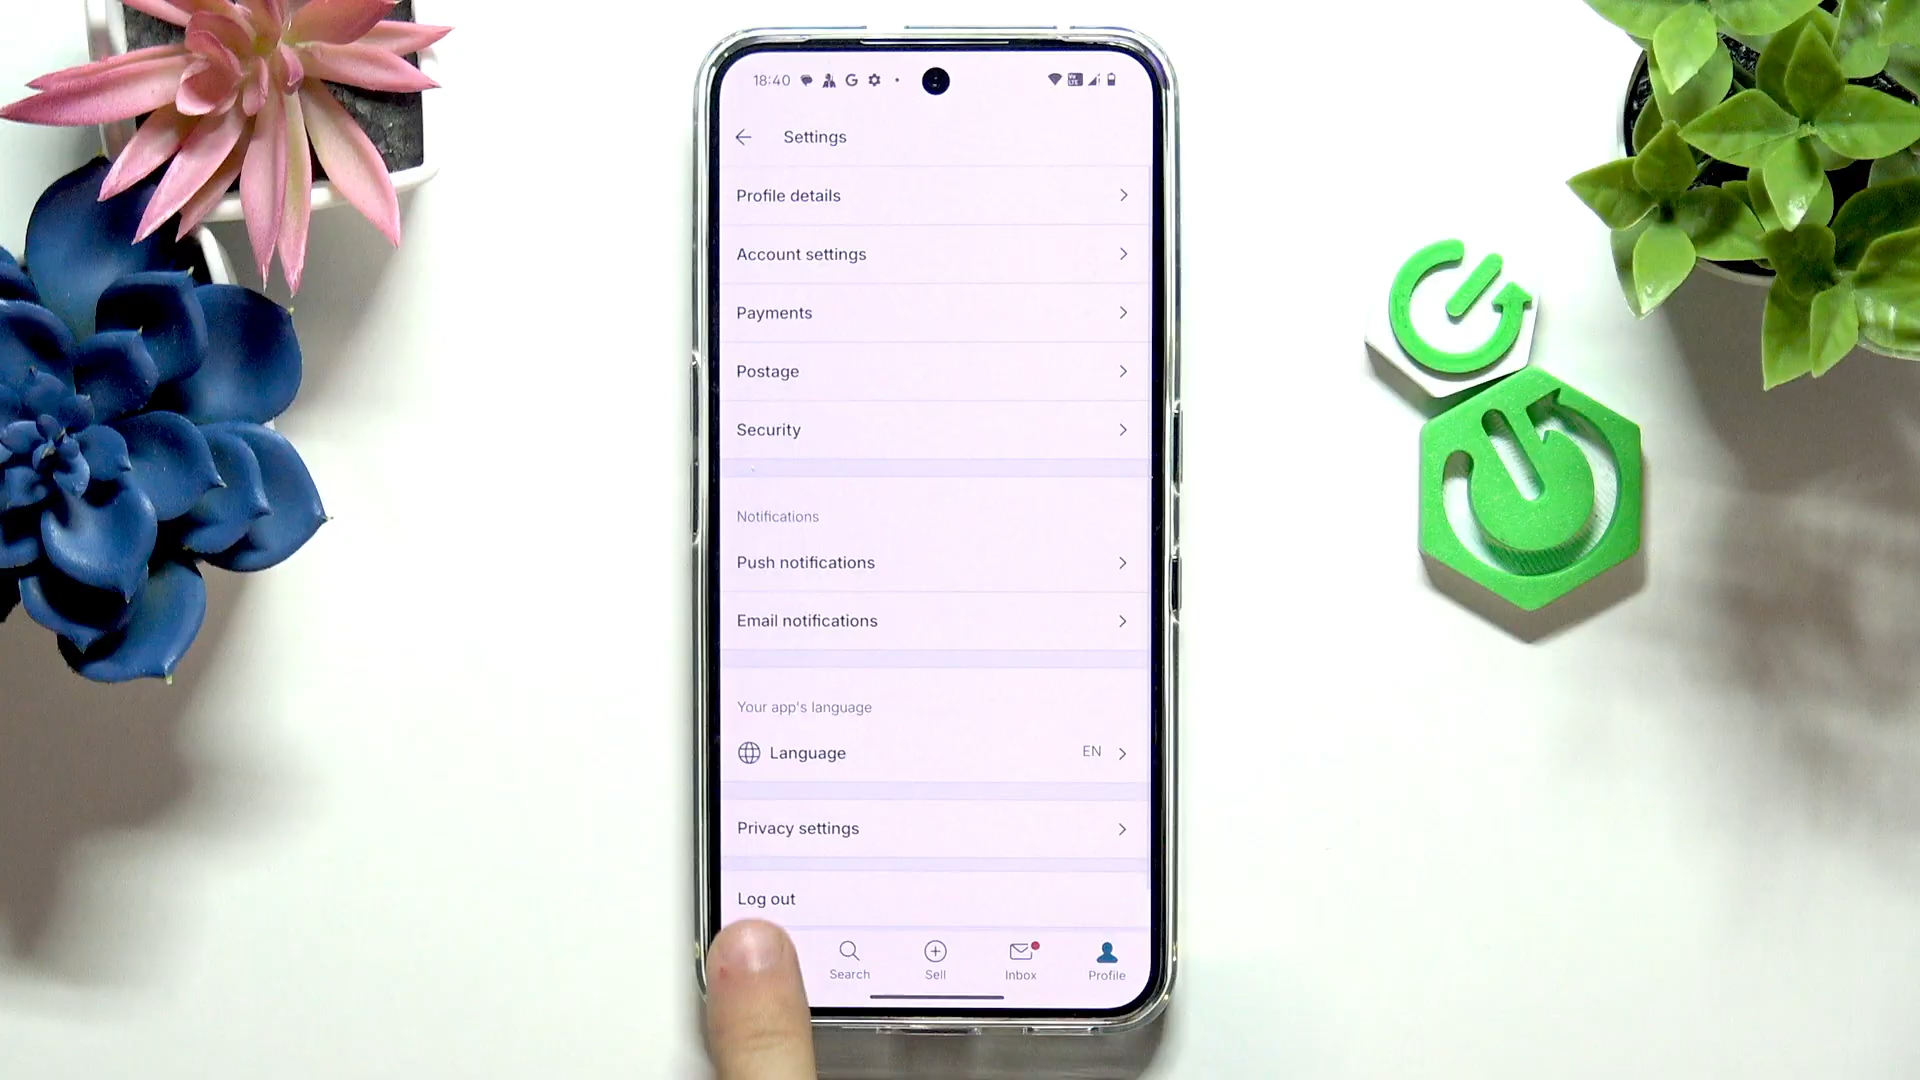 18:40
Settings
Profile details
Account settings
Payments
Postage
Security
Notifications
Push notifications
Email notifications
Your app's language
Language EN
Privacy settings
Log out
Search Sell Inbox Profile